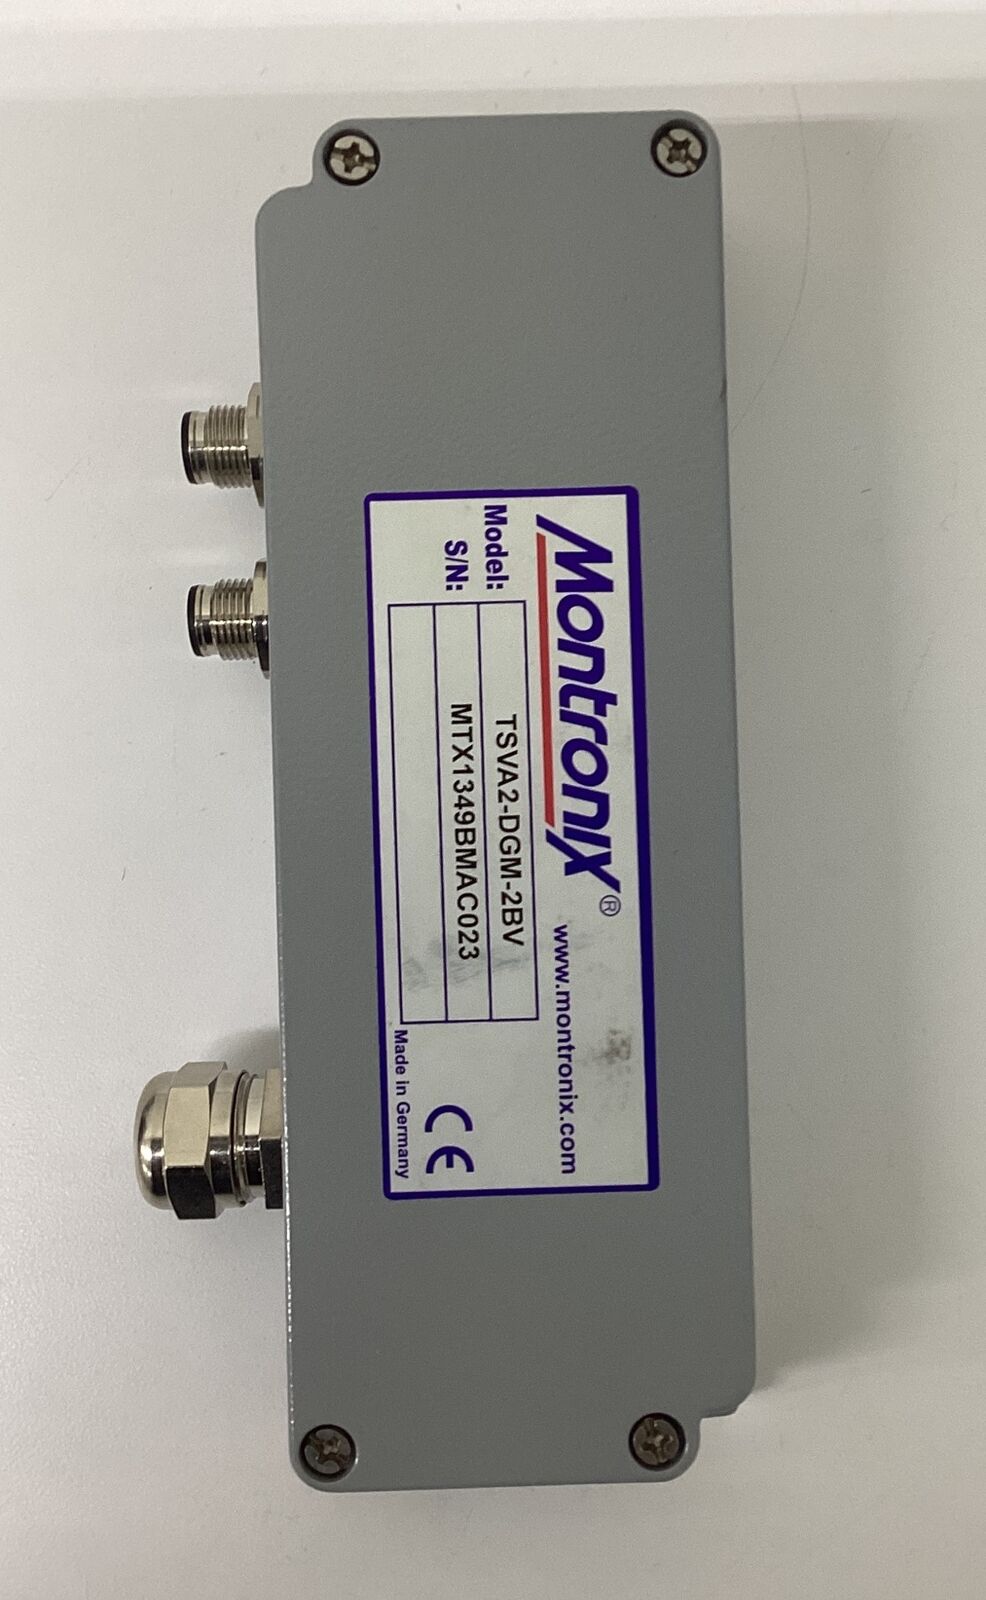 Montronix® www.montronix.com
Model: TSVA2-DGM-2BV
S/N: MTX1349BMAC023
CE
Made in Germany